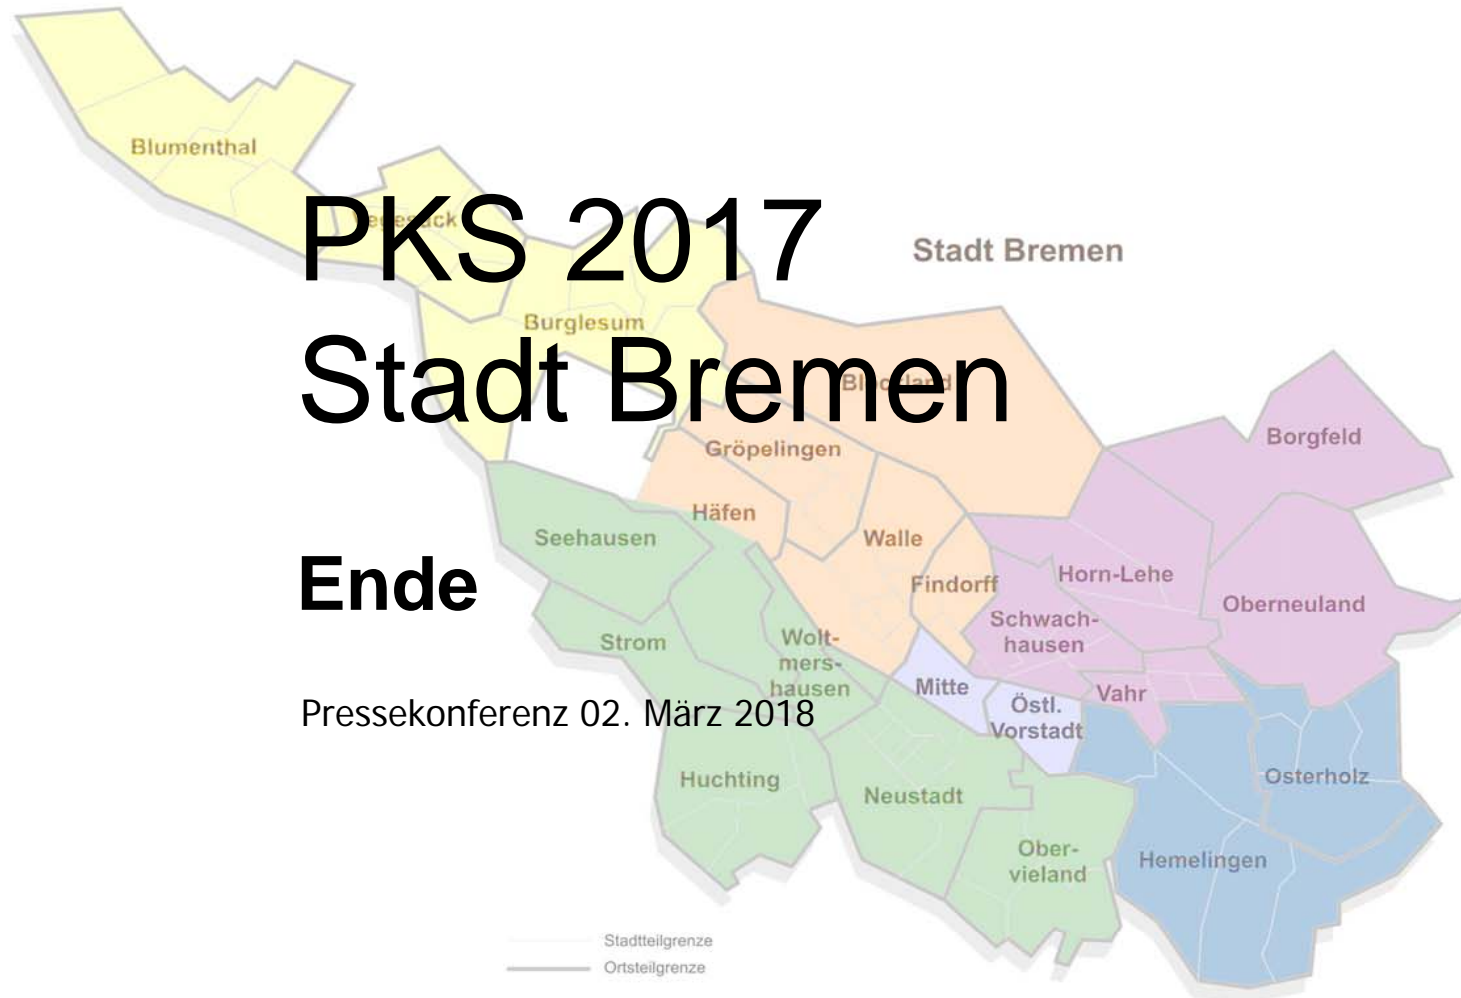 Blumenthal
Vegesack
PKS 2017
Stadt Bremen
Burglesum
Stadt Bremen
Blockland
Borgfeld
Gröpelingen
Häfen
Seehausen
Walle
Ende
Findorff
Horn-Lehe
Oberneuland
Schwach-
hausen
Strom
Wolt-
mers-
hausen
Mitte
Östl.
Vorstadt
Vahr
Pressekonferenz 02. März 2018
Huchting
Neustadt
Osterholz
Ober-
vieland
Hemelingen
Stadtteilgrenze
Ortsteilgrenze